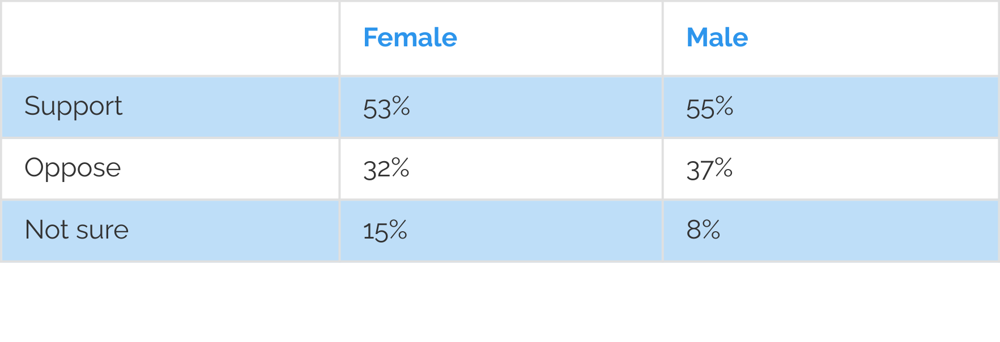 Female Male
Support 53% 55%
Oppose 32% 37%
Not sure 15% 8%